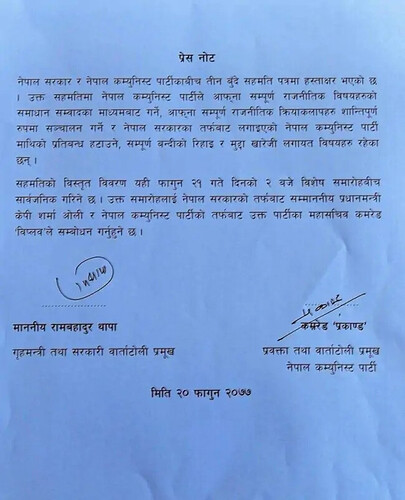 प्रेस नोट
नेपाल सरकार र नेपाल कम्युनिस्ट पार्टीकाबीच तीन बुँदे सहमति पत्रमा हस्ताक्षर भएको छ
। उक्त सहमतिमा नेपाल कम्युनिस्ट पार्टीले आफ्ना सम्पूर्ण राजनीतिक विषयहरुको
समाधान सम्वादका माध्यमबाट गर्ने, आफ्ना सम्पूर्ण राजनीतिक क्रियाकलापहरु शान्तिपूर्ण
रुपमा सञ्चालन गर्ने र नेपाल सरकारका तर्फबाट लगाइएको नेपाल कम्युनिस्ट पार्टी
माथिको प्रतिबन्ध हटाउने, सम्पूर्ण बन्दीको रिहाइ र मुद्दा खारेजी लगायत विषयहरु रहेका
छन् ।
सहमतिको विस्तृत विवरण यही फागुन २१ गते दिनको २ बजे विशेष समारोहबीच
सार्वजनिक गरिने छ । उक्त समारोहलाई नेपाल सरकारको तर्फबाट सम्माननीय प्रधानमन्त्री
केपी शर्मा ओली र नेपाल कम्युनिस्ट पार्टीको तर्फबाट उक्त पार्टीका महासचिव कमरेड
'विप्लव'ले सम्बोधन गर्नुहुने छ ।
माननीय रामबहादुर थापा
गृहमन्त्री तथा सरकारी वार्ताटोली प्रमुख
कमरेड 'प्रकाण्ड'
प्रवक्ता तथा वार्ताटोली प्रमुख
नेपाल कम्युनिस्ट पार्टी
मिति २० फागुन २०७७